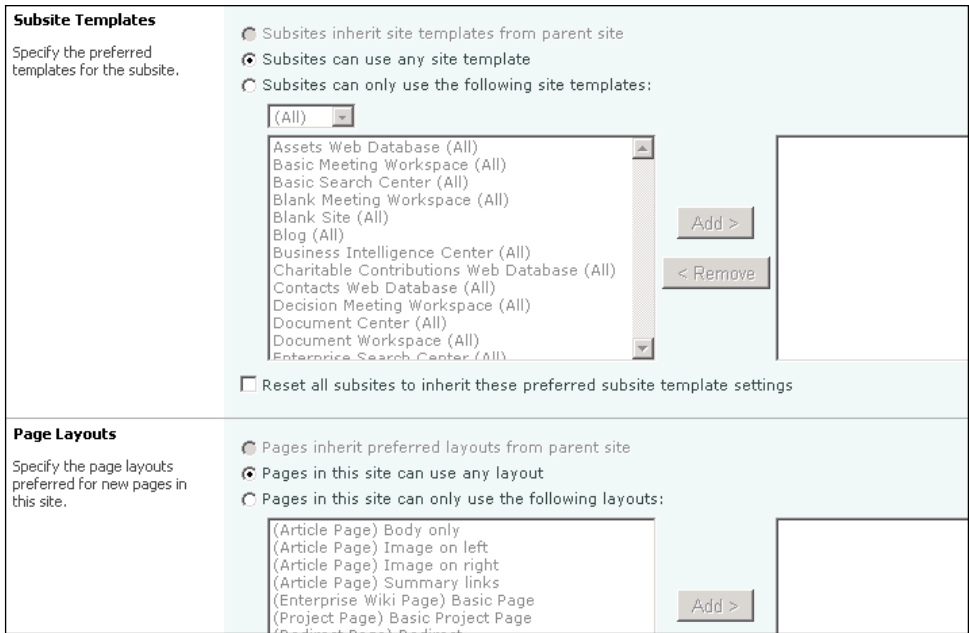 Subsite Templates
Specify the preferred
templates for the subsite.
Subsites inherit site templates from parent site
Subsites can use any site template
Subsites can only use the following site templates:
(All)
Assets Web Database (All)
Basic Meeting Workspace (All)
Basic Search Center (All)
Blank Meeting Workspace (All)
Blank Site (All)
Blog (All)
Business Intelligence Center (All)
Charitable Contributions Web Database (All)
Contacts Web Database (All)
Decision Meeting Workspace (All)
Document Center (All)
Document Workspace (All)
Enterprise Search Center (All)
Add >
< Remove
Reset all subsites to inherit these preferred subsite template settings
Page Layouts
Specify the page layouts
preferred for new pages in
this site.
Pages inherit preferred layouts from parent site
Pages in this site can use any layout
Pages in this site can only use the following layouts:
(Article Page) Body only
(Article Page) Image on left
(Article Page) Image on right
(Article Page) Summary links
(Enterprise Wiki Page) Basic Page
(Project Page) Basic Project Page
(Redirect Page) Redirect
Add >